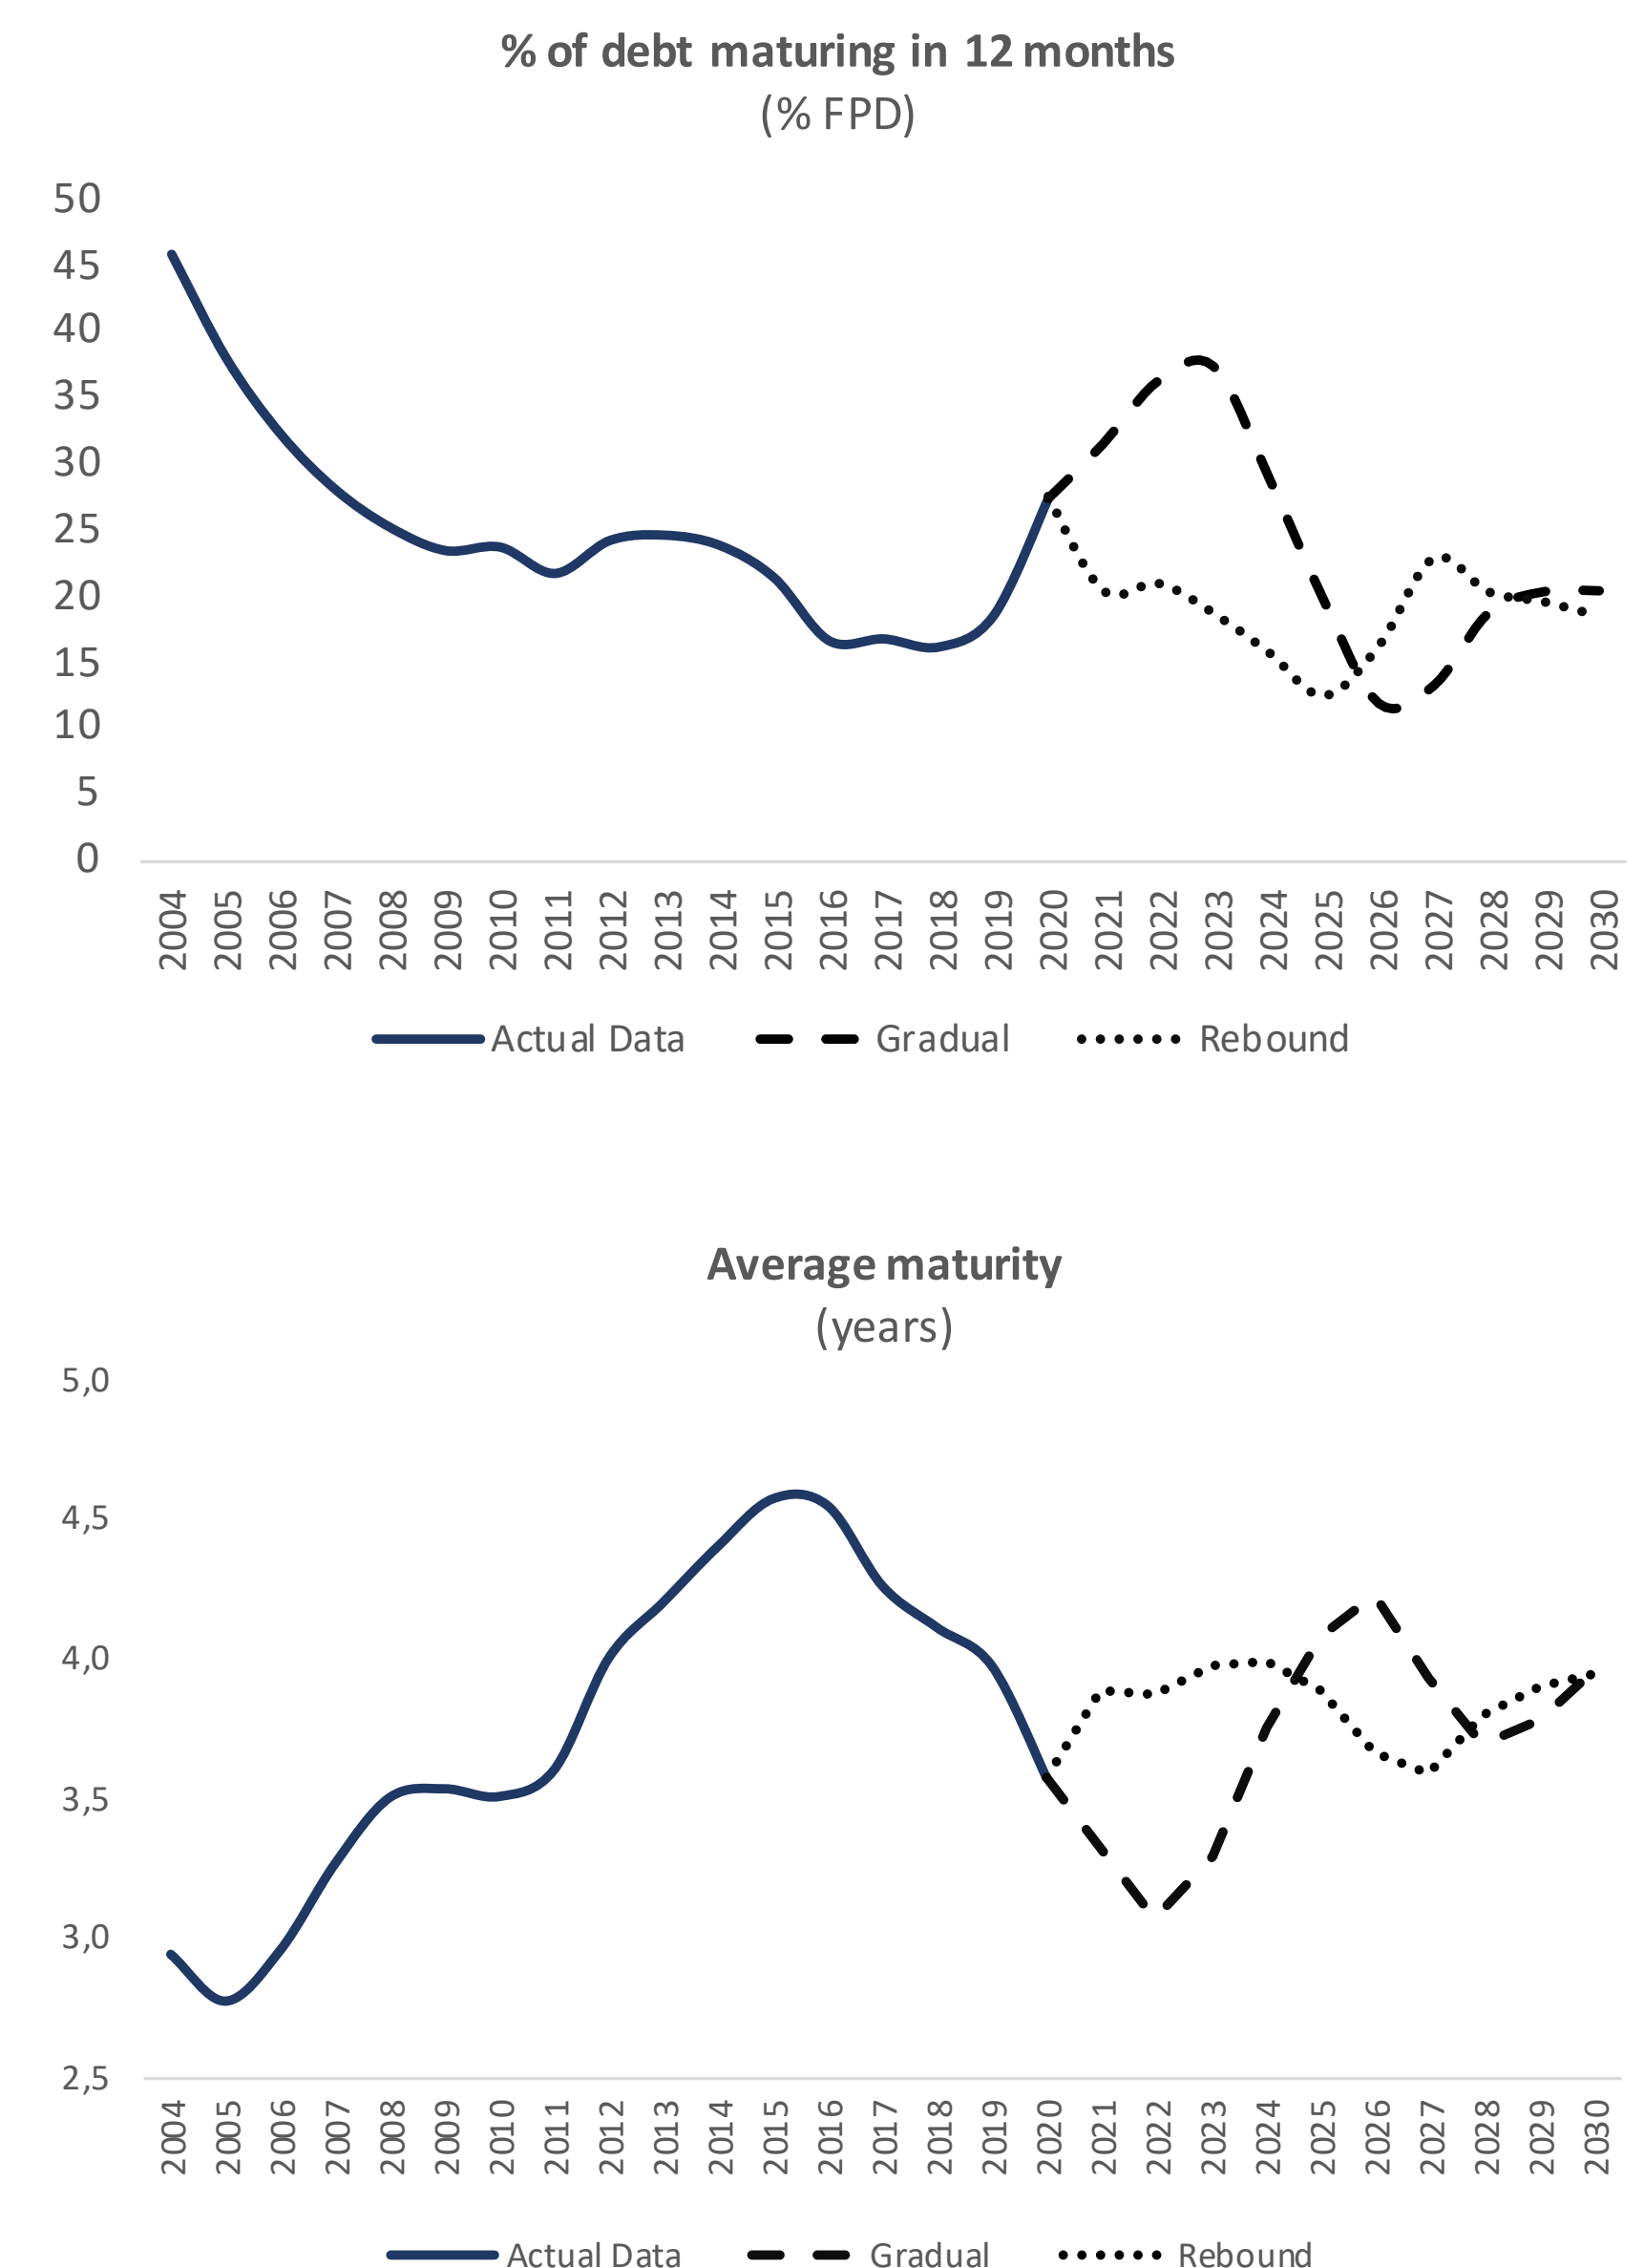 % of debt maturing in 12 months
(% FPD)
50
45
40
35
30
25
20
15
10
5
0
2004 2005 2006 2007 2008 2009 2010 2011 2012 2013 2014 2015 2016 2017 2018 2019 2020 2021 2022 2023 2024 2025 2026 2027 2028 2029 2030
Actual Data Gradual Rebound
Average maturity
(years)
5,0
4,5
4,0
3,5
3,0
2,5
2004 2005 2006 2007 2008 2009 2010 2011 2012 2013 2014 2015 2016 2017 2018 2019 2020 2021 2022 2023 2024 2025 2026 2027 2028 2029 2030
Actual Data Gradual Rebound